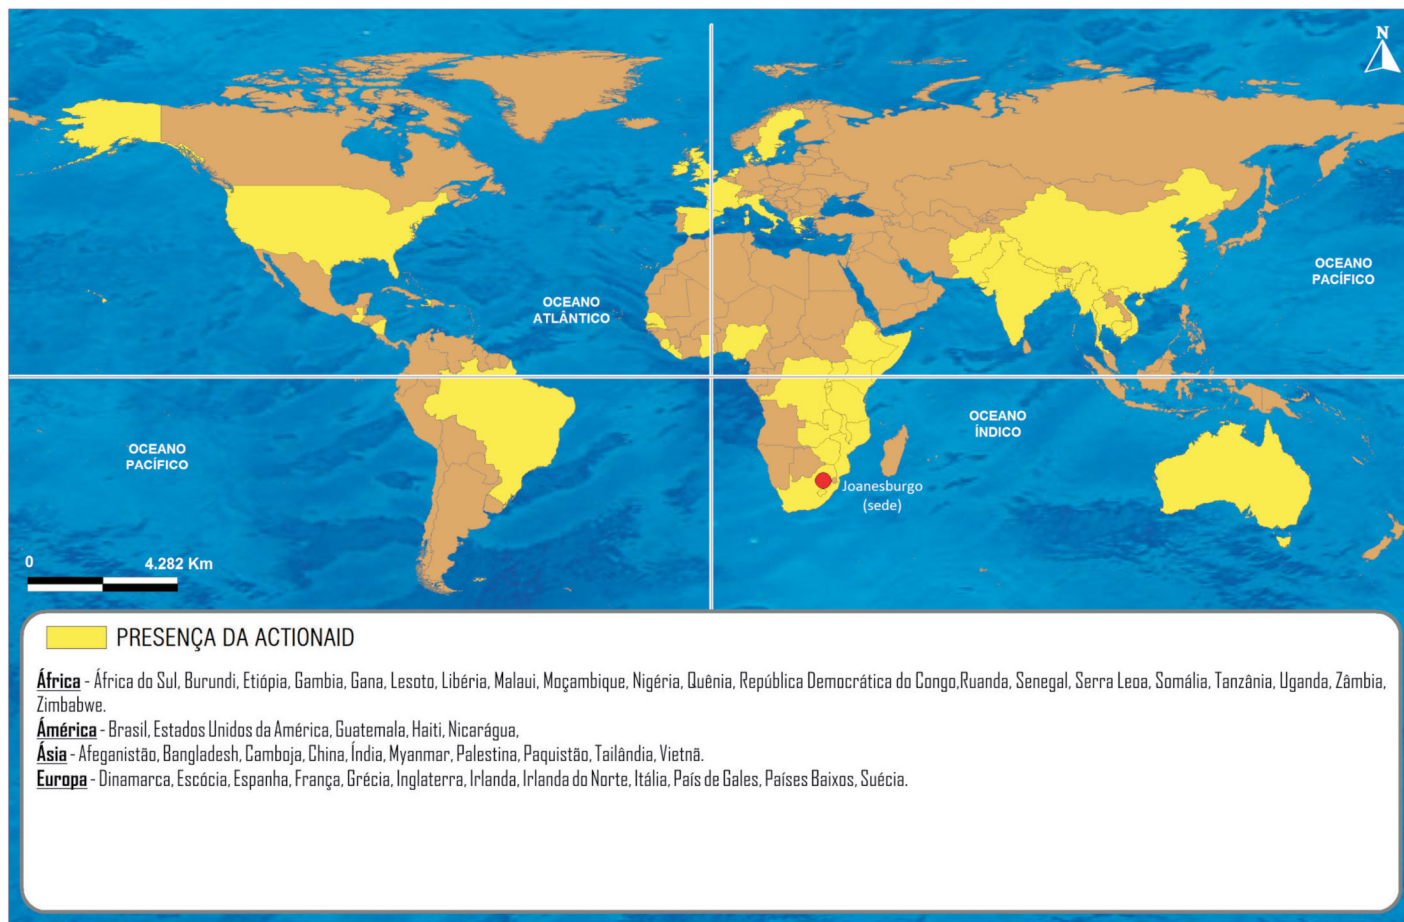 N
OCEANO
PACÍFICO
OCEANO
ATLÂNTICO
OCEANO
ÍNDICO
OCEANO
PACÍFICO
Joanesburgo
(sede)
0 4.282 Km
PRESENÇA DA ACTIONAID
África - África do Sul, Burundi, Etiópia, Gambia, Gana, Lesoto, Libéria, Malaui, Moçambique, Nigéria, Quênia, República Democrática do Congo,Ruanda, Senegal, Serra Leoa, Somália, Tanzânia, Uganda, Zâmbia,
Zimbabwe.
Ámérica - Brasil, Estados Unidos da América, Guatemala, Haiti, Nicarágua,
Ásia - Afeganistão, Bangladesh, Camboja, China, Índia, Myanmar, Palestina, Paquistão, Tailândia, Vietnã.
Europa - Dinamarca, Escócia, Espanha, França, Grécia, Inglaterra, Irlanda, Irlanda do Norte, Itália, País de Gales, Países Baixos, Suécia.